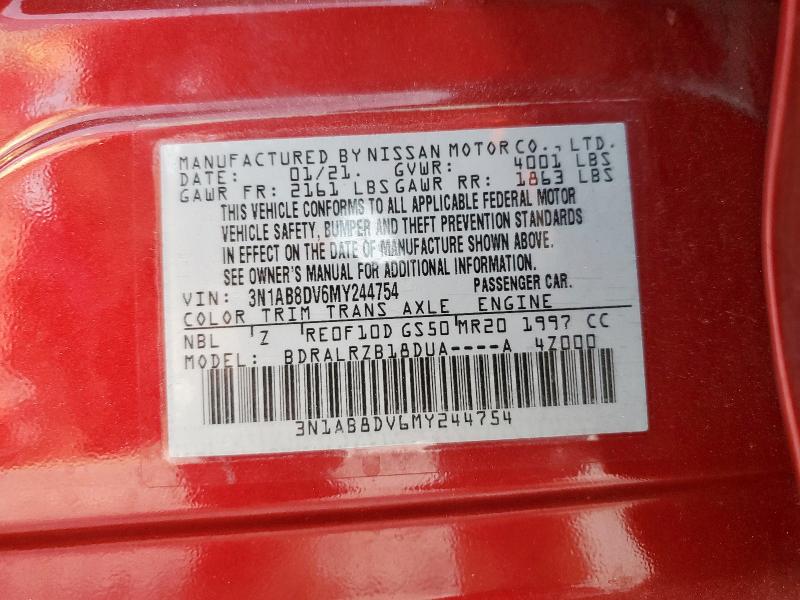 MANUFACTURED BY NISSAN MOTOR CO., LTD.
DATE: 01/21. GVWR: 4001 LBS
GAWR FR: 2161 LBS GAWR RR: 1863 LBS
THIS VEHICLE CONFORMS TO ALL APPLICABLE FEDERAL MOTOR
VEHICLE SAFETY, BUMPER AND THEFT PREVENTION STANDARDS
IN EFFECT ON THE DATE OF MANUFACTURE SHOWN ABOVE.
SEE OWNER'S MANUAL FOR ADDITIONAL INFORMATION.
VIN: 3N1AB8DV6MY244754 PASSENGER CAR.
COLOR TRIM TRANS AXLE ENGINE
NBL Z RE0F10D GS50 MR20 1997 CC
MODEL: BDRALRZB18DUA----A 4Z000
3N1AB8DV6MY244754